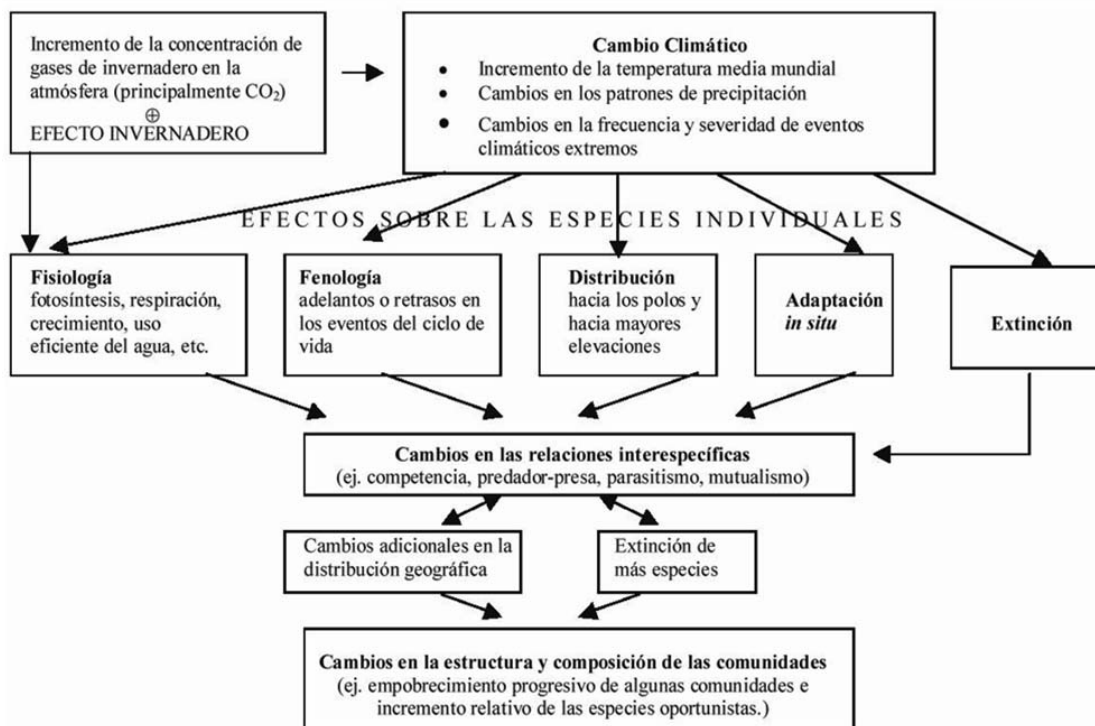 Incremento de la concentración de
gases de invernadero en la
atmósfera (principalmente CO₂)
⊕
EFECTO INVERNADERO
Cambio Climático
• Incremento de la temperatura media mundial
• Cambios en los patrones de precipitación
• Cambios en la frecuencia y severidad de eventos
climáticos extremos
EFECTOS SOBRE LAS ESPECIES INDIVIDUALES
Fisiología
fotosíntesis, respiración,
crecimiento, uso
eficiente del agua, etc.
Fenología
adelantos o retrasos en
los eventos del ciclo de
vida
Distribución
hacia los polos y
hacia mayores
elevaciones
Adaptación
in situ
Extinción
Cambios en las relaciones interespecíficas
(ej. competencia, predador-presa, parasitismo, mutualismo)
Cambios adicionales en la
distribución geográfica
Extinción de
más especies
Cambios en la estructura y composición de las comunidades
(ej. empobrecimiento progresivo de algunas comunidades e
incremento relativo de las especies oportunistas.)